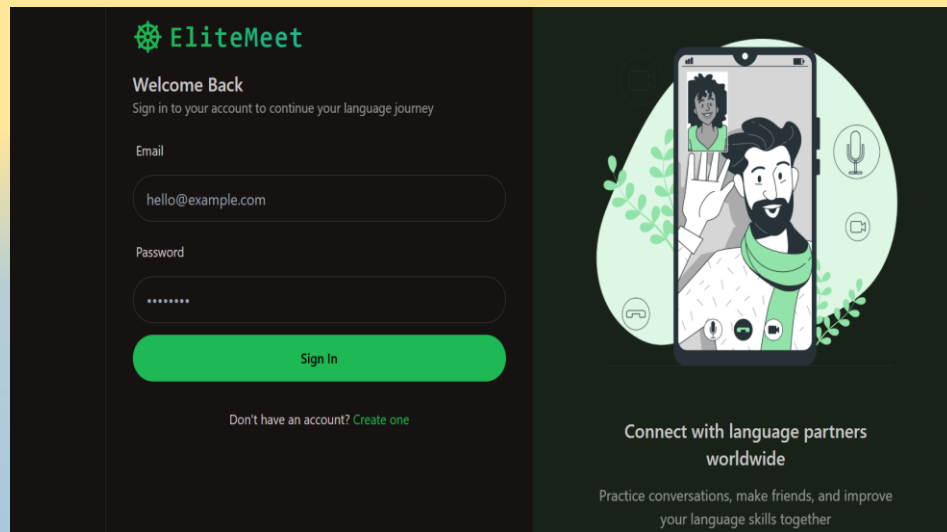 EliteMeet
Welcome Back
Sign in to your account to continue your language journey
Email
hello@example.com
Password
••••••••
Sign In
Don't have an account? Create one
Connect with language partners
worldwide
Practice conversations, make friends, and improve
your language skills together